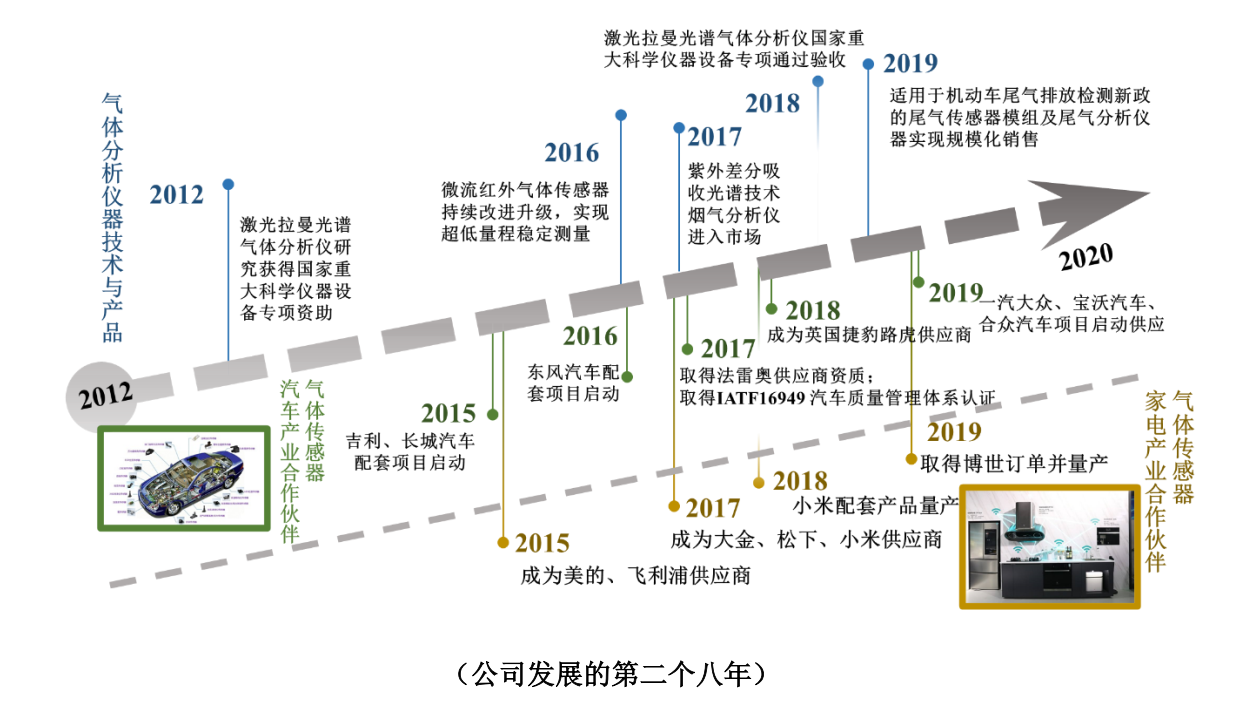 激光拉曼光谱气体分析仪国家重
大科学仪器设备专项通过验收
2018
2019
适用于机动车尾气排放检测新政
的尾气传感器模组及尾气分析仪
器实现规模化销售
气体分析仪器技术与产品
2012
激光拉曼光谱
气体分析仪研
究获得国家重
大科学仪器设
备专项资助
2016
微流红外气体传感器
持续改进升级，实现
超低量程稳定测量
2017
紫外差分吸
收光谱技术
烟气分析仪
进入市场
2012
2020
气体传感器
汽车产业合作伙伴
2015
吉利、长城汽车
配套项目启动
2016
东风汽车配
套项目启动
2017
取得法雷奥供应商资质；
取得IATF16949 汽车质量管理体系认证
2018
成为英国捷豹路虎供应商
2019
一汽大众、宝沃汽车、
合众汽车项目启动供应
气体传感器
家电产业合作伙伴
2015
成为美的、飞利浦供应商
2017
成为大金、松下、小米供应商
2018
小米配套产品量产
2019
取得博世订单并量产
（公司发展的第二个八年）